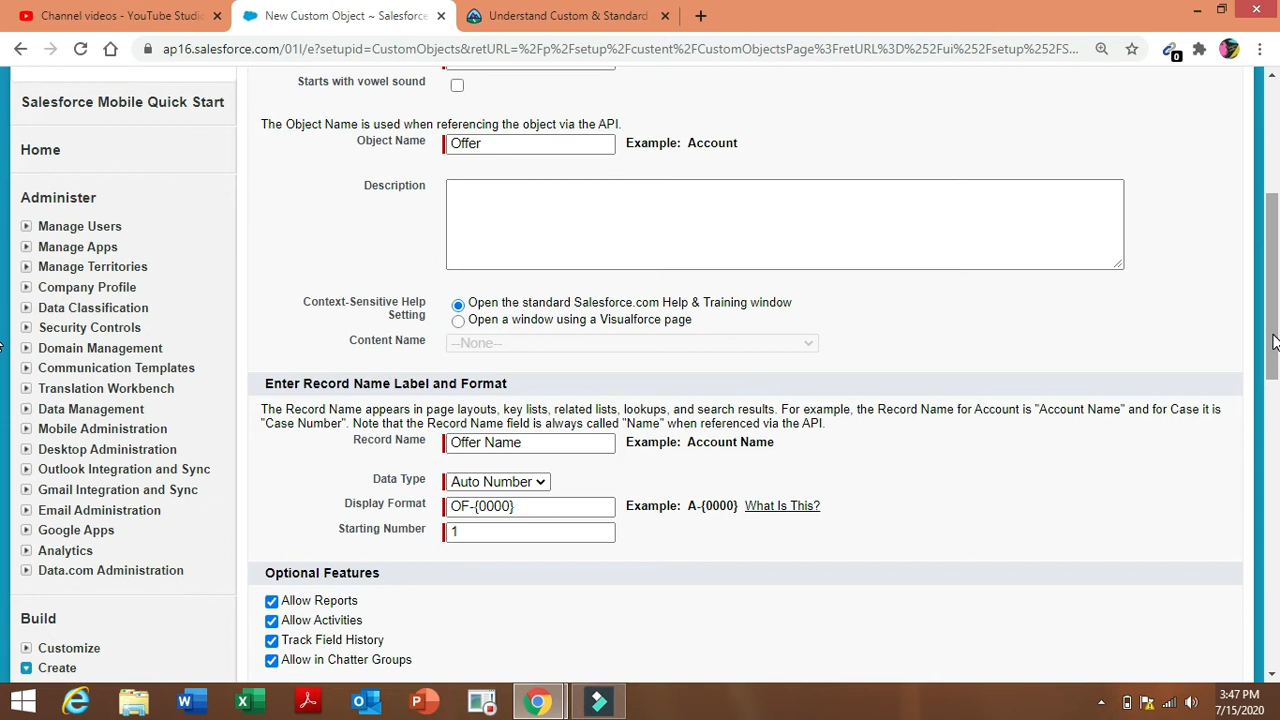 Channel videos - YouTube Studio
New Custom Object ~ Salesforce
Understand Custom & Standard
ap16.salesforce.com/01I/e?setupid=CustomObjects&retURL=%2Fp%2Fsetup%2Fcustent%2FCustomObjectsPage%3FretURL%3D%252Fui%252Fsetup%252FS...
0
Salesforce Mobile Quick Start
Home
Administer
Manage Users
Manage Apps
Manage Territories
Company Profile
Data Classification
Security Controls
Domain Management
Communication Templates
Translation Workbench
Data Management
Mobile Administration
Desktop Administration
Outlook Integration and Sync
Gmail Integration and Sync
Email Administration
Google Apps
Analytics
Data.com Administration
Build
Customize
Create
Starts with vowel sound
The Object Name is used when referencing the object via the API.
Object Name Offer Example: Account
Description
Context-Sensitive Help
Setting
Open the standard Salesforce.com Help & Training window
Open a window using a Visualforce page
Content Name --None--
Enter Record Name Label and Format
The Record Name appears in page layouts, key lists, related lists, lookups, and search results. For example, the Record Name for Account is "Account Name" and for Case it is
"Case Number". Note that the Record Name field is always called "Name" when referenced via the API.
Record Name Offer Name Example: Account Name
Data Type Auto Number
Display Format OF-{0000} Example: A-{0000} What Is This?
Starting Number 1
Optional Features
Allow Reports
Allow Activities
Track Field History
Allow in Chatter Groups
3:47 PM
7/15/2020